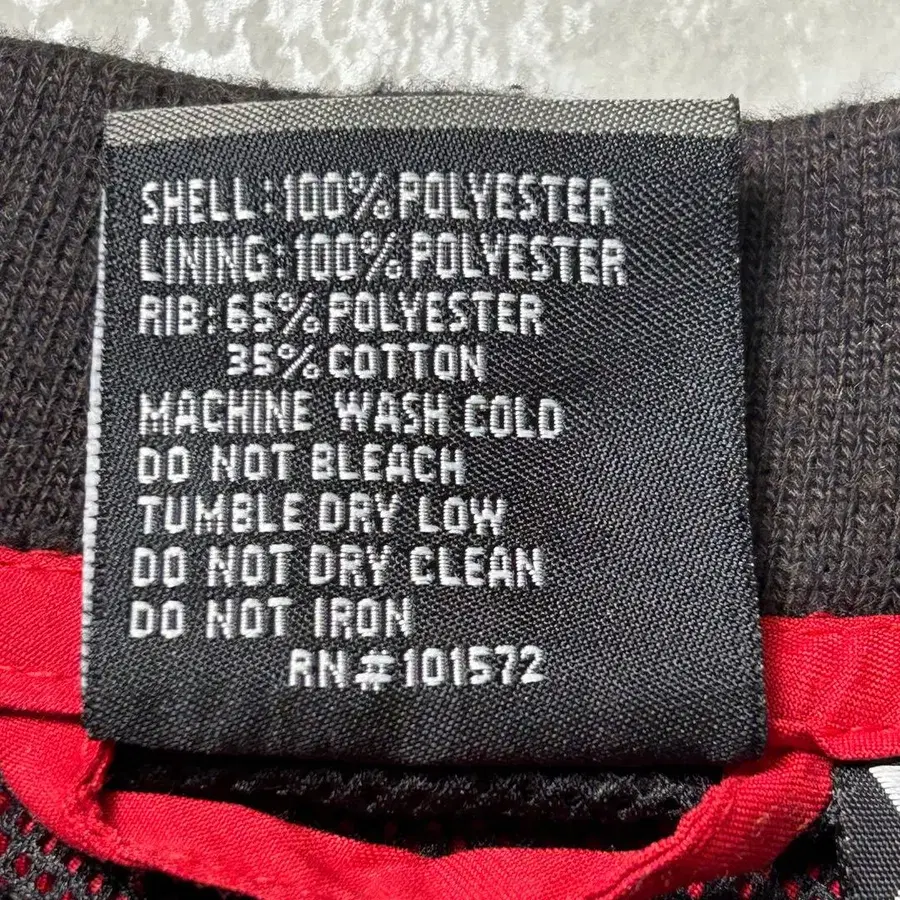 SHELL:100% POLYESTER
LINING:100% POLYESTER
RIB:65% POLYESTER
35% COTTON
MACHINE WASH COLD
DO NOT BLEACH
TUMBLE DRY LOW
DO NOT DRY CLEAN
DO NOT IRON
RN#101572